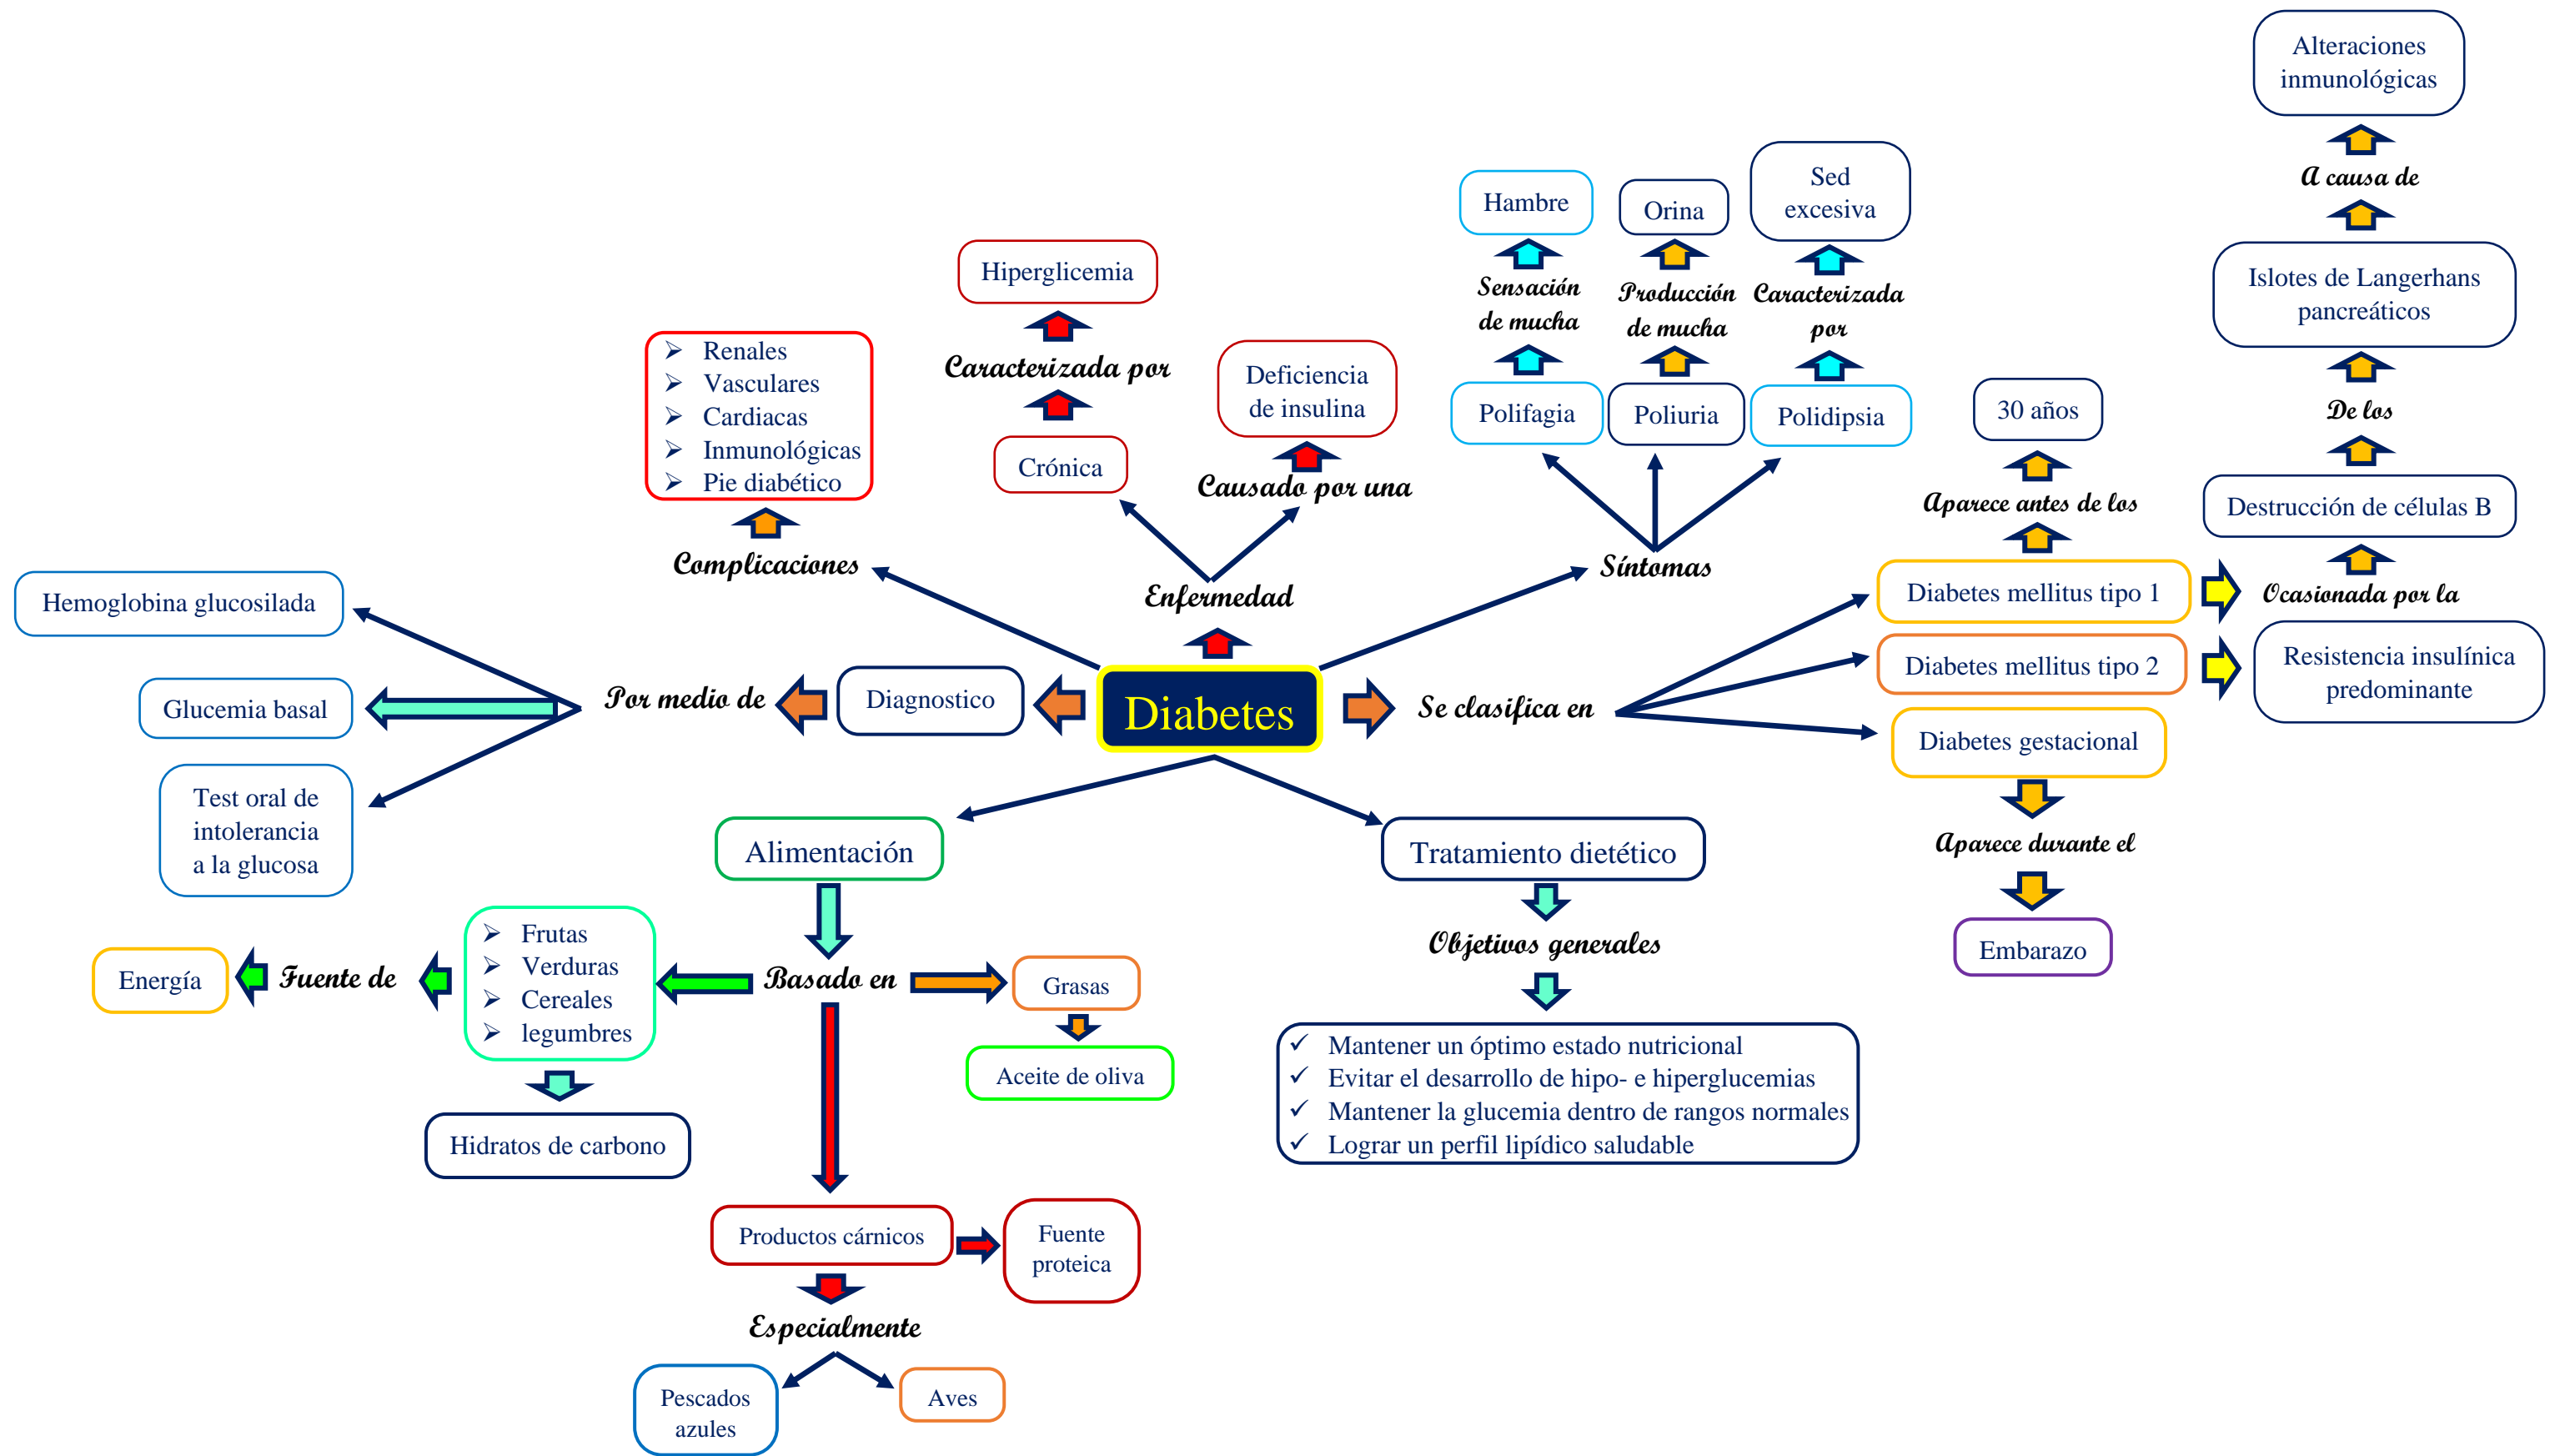 Alteraciones
inmunológicas
A causa de
Islotes de Langerhans
pancreáticos
De los
Destrucción de células B
Ocasionada por la
Hambre
Sensación
de mucha
Polifagia
Orina
Producción
de mucha
Poliuria
Sed
excesiva
Caracterizada
por
Polidipsia
Síntomas
30 años
Aparece antes de los
Diabetes mellitus tipo 1
Diabetes mellitus tipo 2
Resistencia insulínica
predominante
Diabetes gestacional
Aparece durante el
Embarazo
Se clasifica en
Hiperglicemia
Caracterizada por
Crónica
Deficiencia
de insulina
Causado por una
Enfermedad
Renales
Vasculares
Cardiacas
Inmunológicas
Pie diabético
Complicaciones
Diabetes
Diagnostico
Por medio de
Hemoglobina glucosilada
Glucemia basal
Test oral de
intolerancia
a la glucosa
Alimentación
Basado en
Frutas
Verduras
Cereales
legumbres
Fuente de
Energía
Hidratos de carbono
Grasas
Aceite de oliva
Productos cárnicos
Fuente
proteica
Especialmente
Pescados
azules
Aves
Tratamiento dietético
Objetivos generales
✓ Mantener un óptimo estado nutricional
✓ Evitar el desarrollo de hipo- e hiperglucemias
✓ Mantener la glucemia dentro de rangos normales
✓ Lograr un perfil lipídico saludable